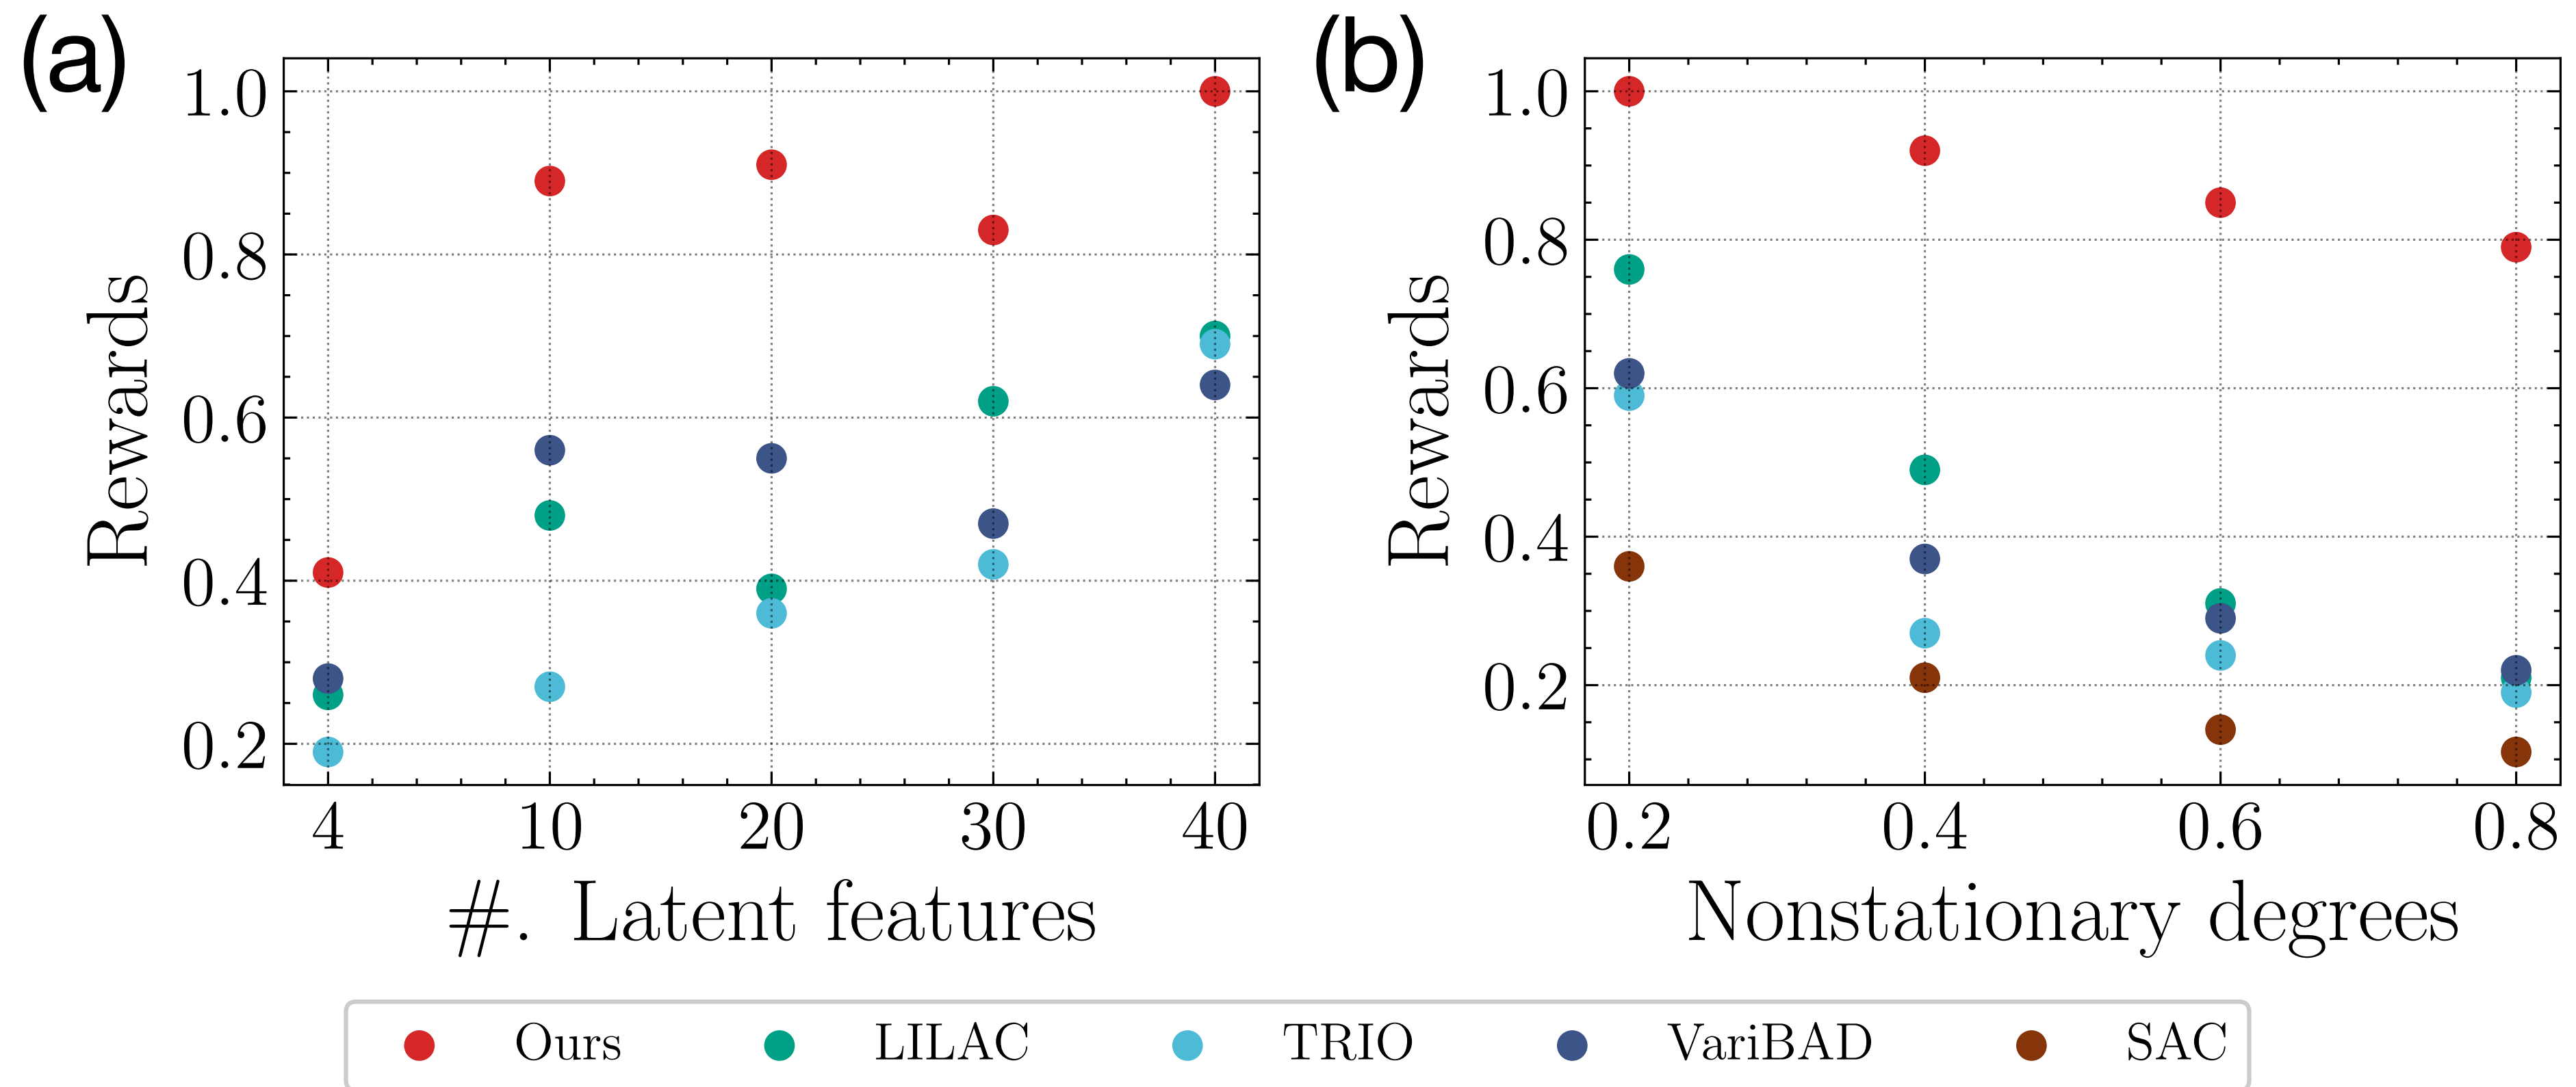 (a)
1.0
0.8
0.6
0.4
0.2
Rewards
4 10 20 30 40
#. Latent features
(b)
1.0
0.8
0.6
0.4
0.2
Rewards
0.2 0.4 0.6 0.8
Nonstationary degrees
Ours LILAC TRIO VariBAD SAC